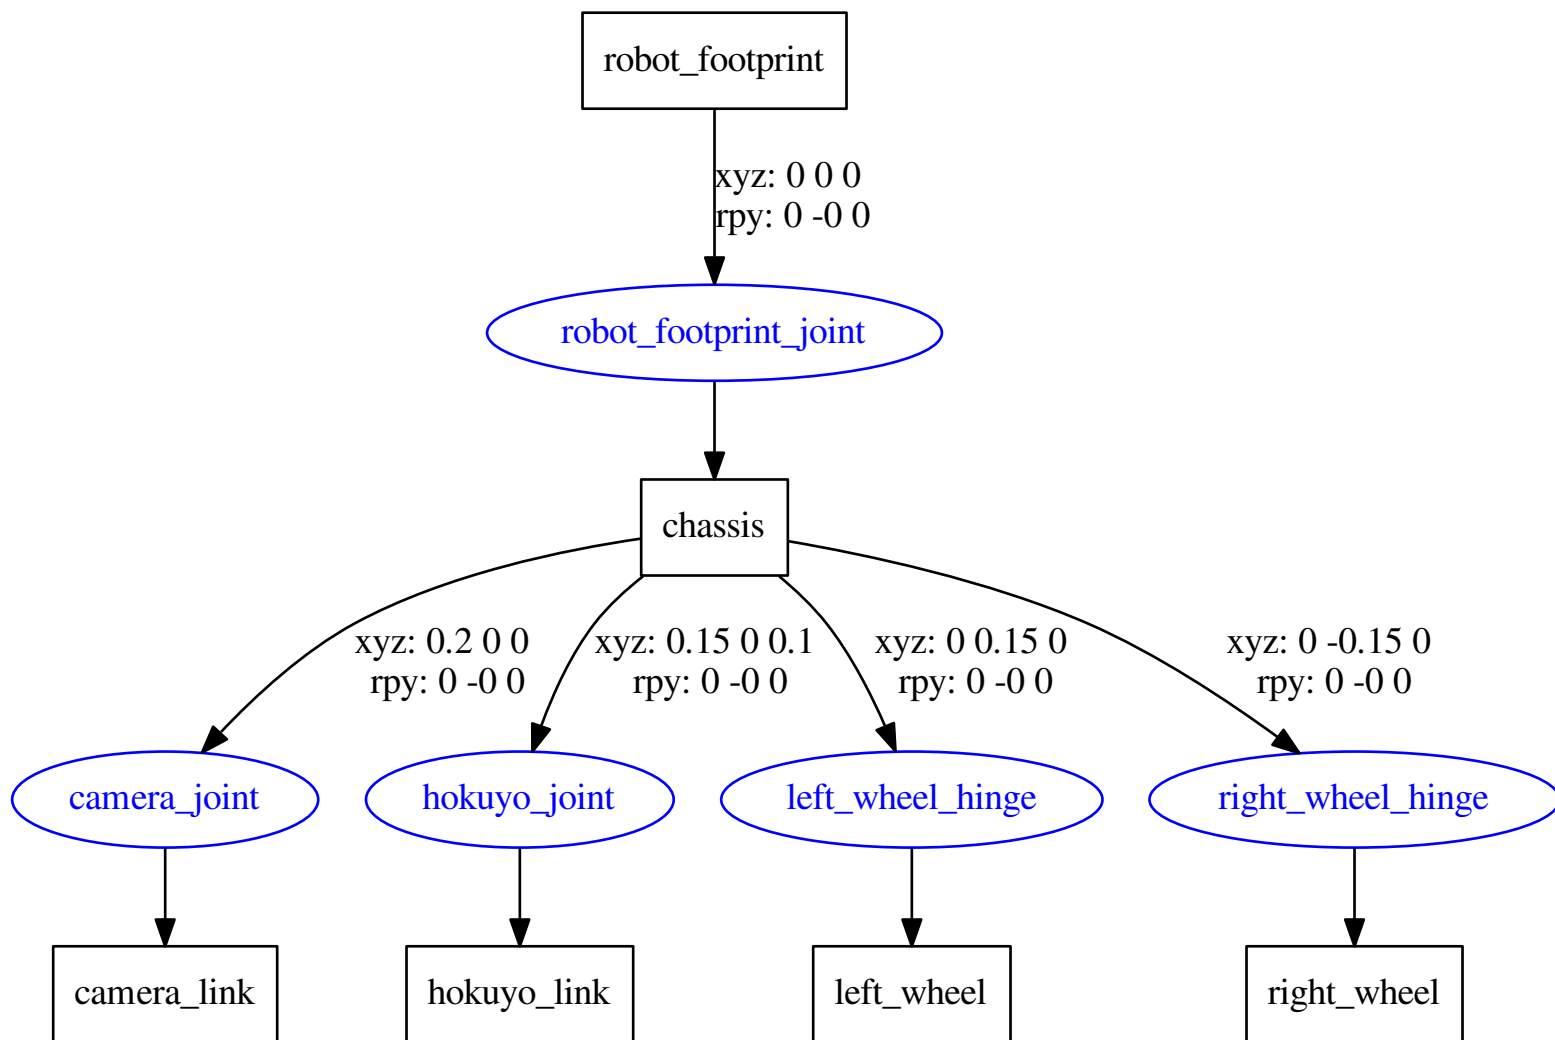 robot_footprint
xyz: 0 0 0
rpy: 0 -0 0
robot_footprint_joint
chassis
xyz: 0.2 0 0
rpy: 0 -0 0
xyz: 0.15 0 0.1
rpy: 0 -0 0
xyz: 0 0.15 0
rpy: 0 -0 0
xyz: 0 -0.15 0
rpy: 0 -0 0
camera_joint
hokuyo_joint
left_wheel_hinge
right_wheel_hinge
camera_link
hokuyo_link
left_wheel
right_wheel